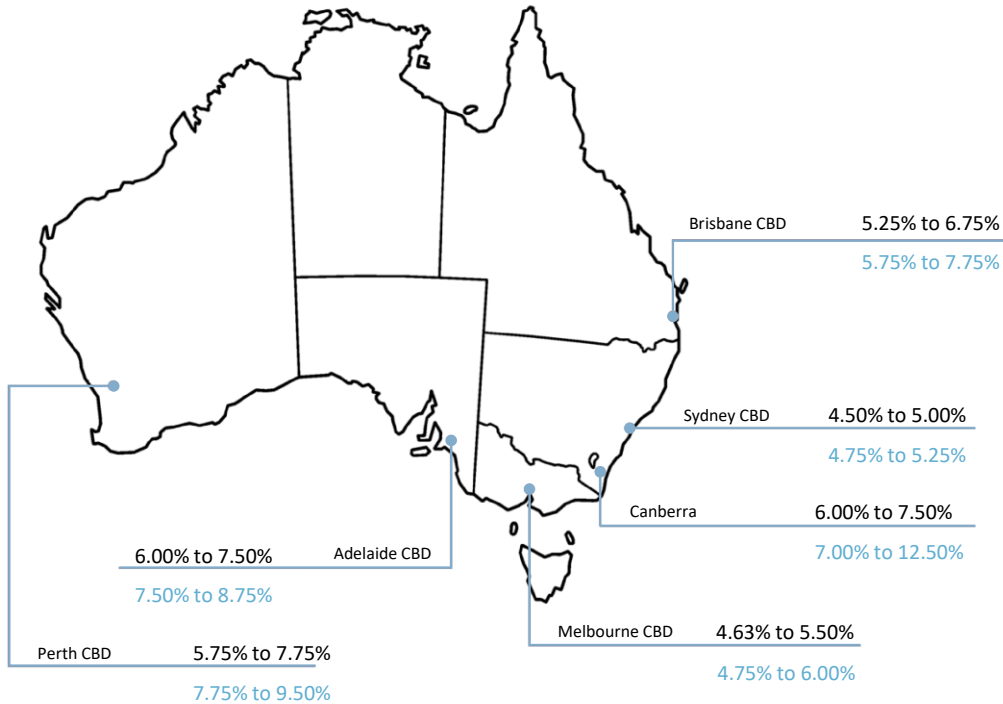 Brisbane CBD 5.25% to 6.75%
5.75% to 7.75%
Sydney CBD 4.50% to 5.00%
4.75% to 5.25%
Canberra 6.00% to 7.50%
7.00% to 12.50%
6.00% to 7.50% Adelaide CBD
7.50% to 8.75%
Melbourne CBD 4.63% to 5.50%
4.75% to 6.00%
Perth CBD 5.75% to 7.75%
7.75% to 9.50%